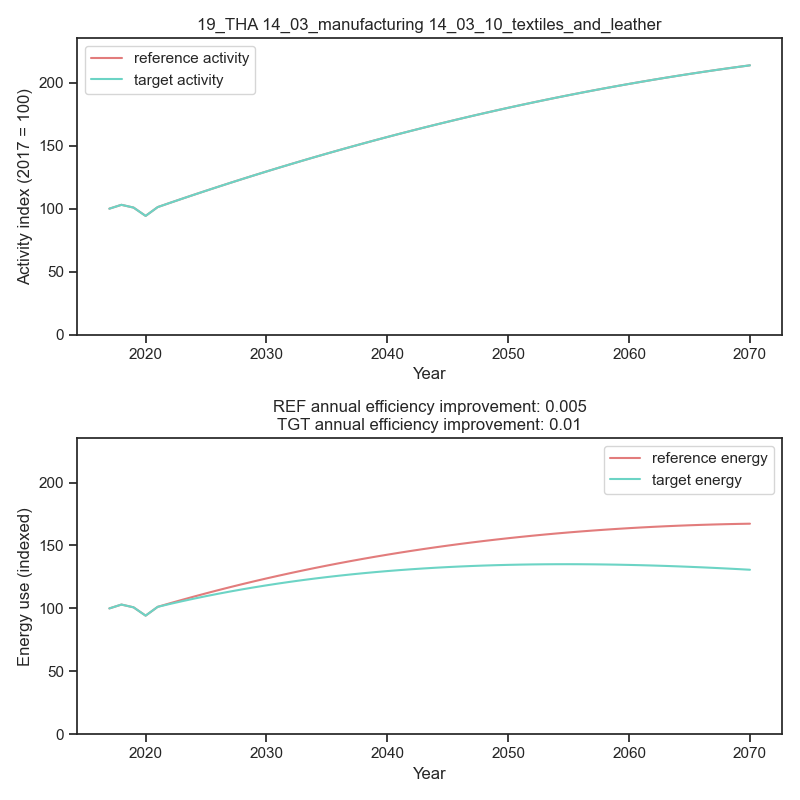 19_THA 14_03_manufacturing 14_03_10_textiles_and_leather
reference activity
target activity
Activity index (2017 = 100)
200
150
100
50
0
2020 2030 2040 2050 2060 2070
Year
REF annual efficiency improvement: 0.005
TGT annual efficiency improvement: 0.01
reference energy
target energy
Energy use (indexed)
200
150
100
50
0
2020 2030 2040 2050 2060 2070
Year